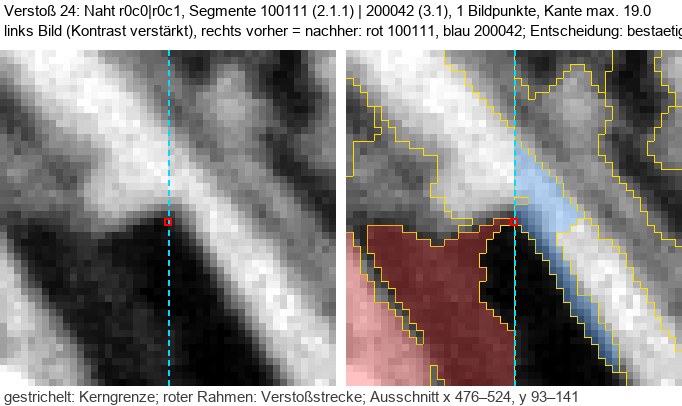 Verstoß 24: Naht r0c0|r0c1, Segmente 100111 (2.1.1) | 200042 (3.1), 1 Bildpunkte, Kante max. 19.0
links Bild (Kontrast verstärkt), rechts vorher = nachher: rot 100111, blau 200042; Entscheidung: bestaetig
gestrichelt: Kerngrenze; roter Rahmen: Verstoßstrecke; Ausschnitt x 476–524, y 93–141